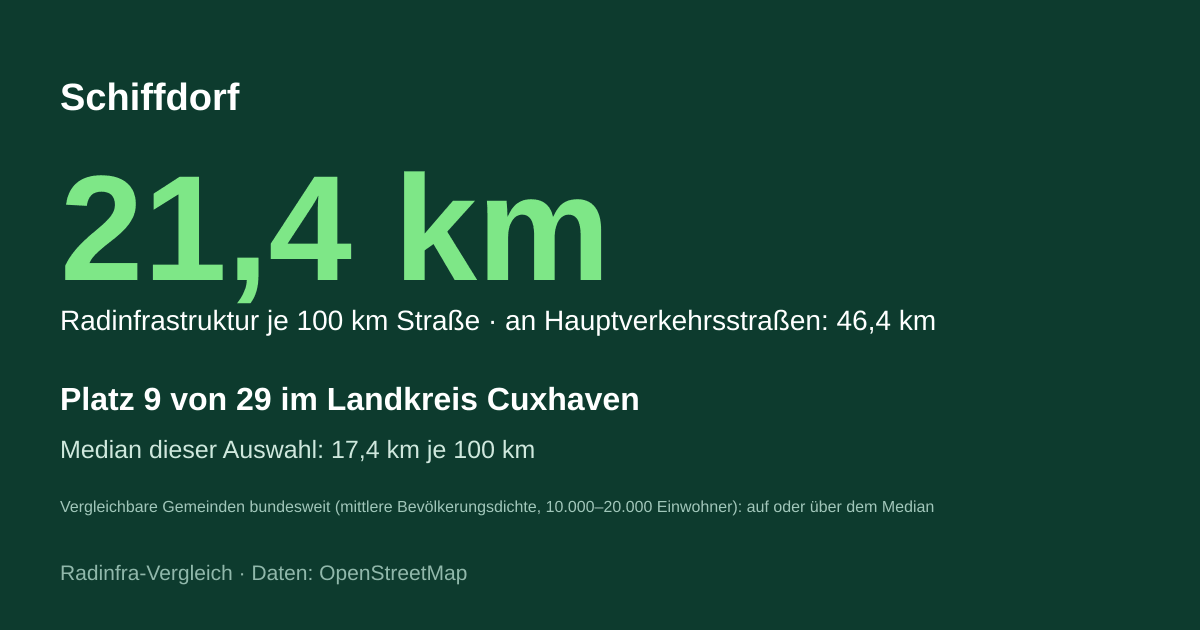 Schiffdorf
21,4 km
Radinfrastruktur je 100 km Straße · an Hauptverkehrsstraßen: 46,4 km
Platz 9 von 29 im Landkreis Cuxhaven
Median dieser Auswahl: 17,4 km je 100 km
Vergleichbare Gemeinden bundesweit (mittlere Bevölkerungsdichte, 10.000–20.000 Einwohner): auf oder über dem Median
Radinfra-Vergleich · Daten: OpenStreetMap